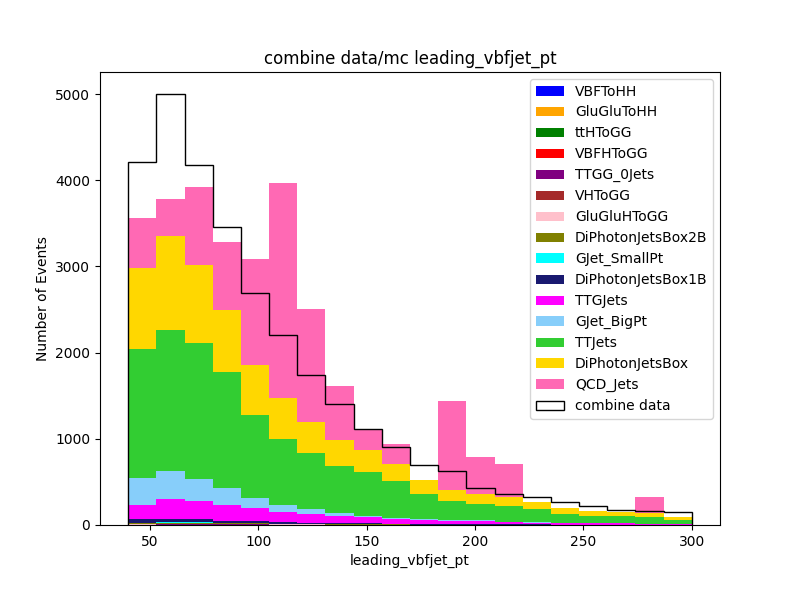 combine data/mc leading_vbfjet_pt
VBFToHH
GluGluToHH
ttHToGG
VBFHToGG
TTGG_0Jets
VHToGG
GluGluHToGG
DiPhotonJetsBox2B
GJet_SmallPt
DiPhotonJetsBox1B
TTGJets
GJet_BigPt
TTJets
DiPhotonJetsBox
QCD_Jets
combine data
Number of Events
5000
4000
3000
2000
1000
0
50 100 150 200 250 300
leading_vbfjet_pt